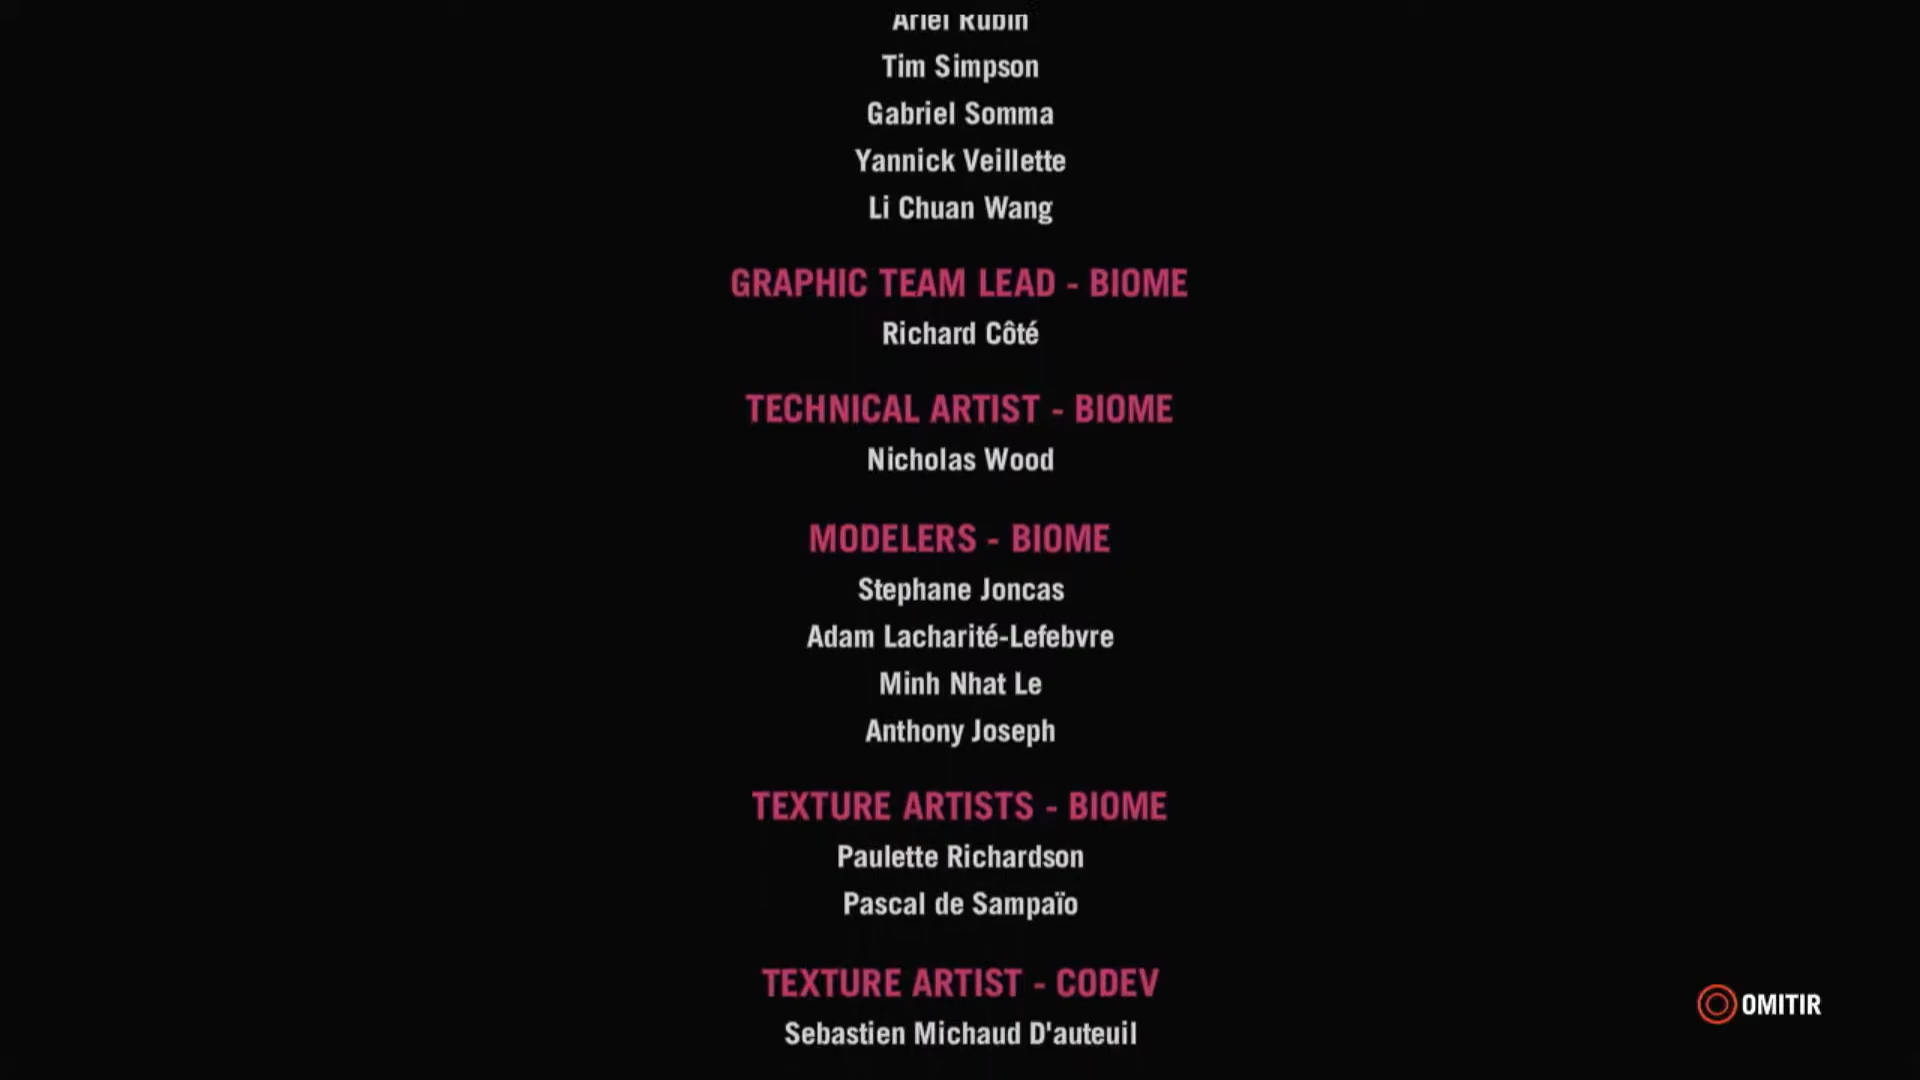 Ariel Rubin
Tim Simpson
Gabriel Somma
Yannick Veillette
Li Chuan Wang
GRAPHIC TEAM LEAD - BIOME
Richard Côté
TECHNICAL ARTIST - BIOME
Nicholas Wood
MODELERS - BIOME
Stephane Joncas
Adam Lacharité-Lefebvre
Minh Nhat Le
Anthony Joseph
TEXTURE ARTISTS - BIOME
Paulette Richardson
Pascal de Sampaïo
TEXTURE ARTIST - CODEV
Sebastien Michaud D'auteuil
OMITIR